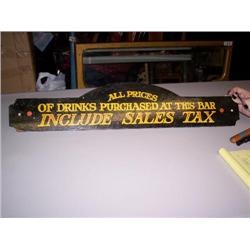 ALL PRICES
OF DRINKS PURCHASED AT THIS BAR
INCLUDE SALES TAX